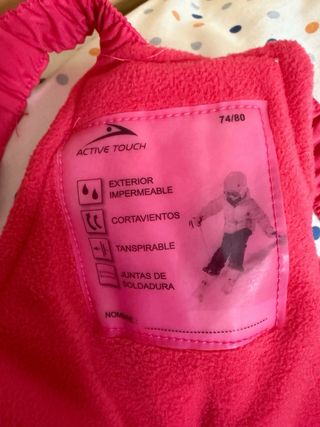 74/80
ACTIVE TOUCH
EXTERIOR
IMPERMEABLE
CORTAVIENTOS
TANSPIRABLE
JUNTAS DE
SOLDADURA
NOMBRE: